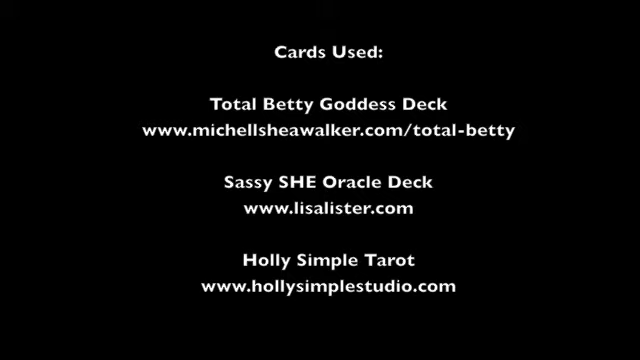 Cards Used:
Total Betty Goddess Deck
www.michellsheawalker.com/total-betty
Sassy SHE Oracle Deck
www.lisalister.com
Holly Simple Tarot
www.hollysimplestudio.com